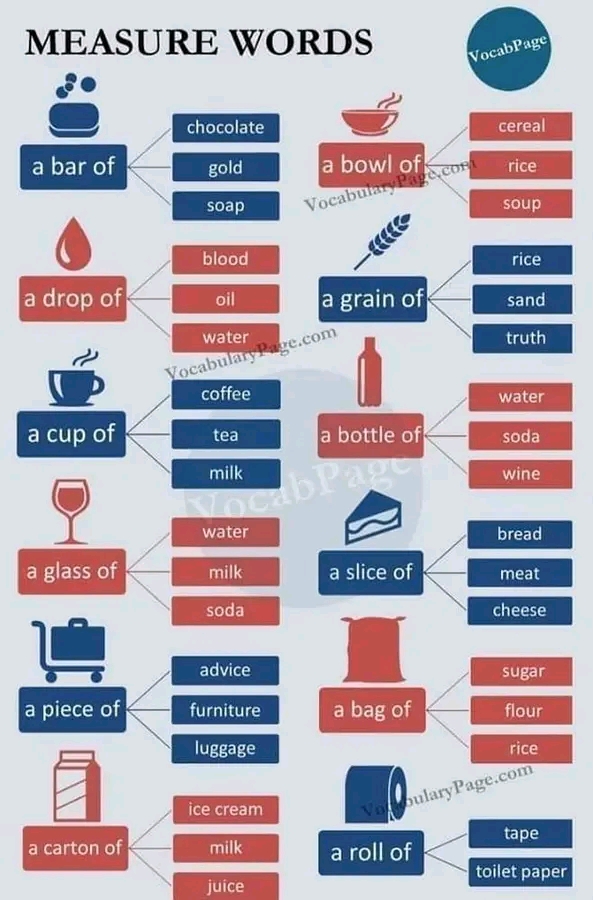 MEASURE WORDS
VocabPage
a bar of
chocolate
gold
soap
a bowl of
cereal
rice
soup
VocabularyPage.com
a drop of
blood
oil
water
a grain of
rice
sand
truth
VocabularyPage.com
a cup of
coffee
tea
milk
a bottle of
water
soda
wine
VocabPage
a glass of
water
milk
soda
a slice of
bread
meat
cheese
a piece of
advice
furniture
luggage
a bag of
sugar
flour
rice
VocabularyPage.com
a carton of
ice cream
milk
juice
a roll of
tape
toilet paper